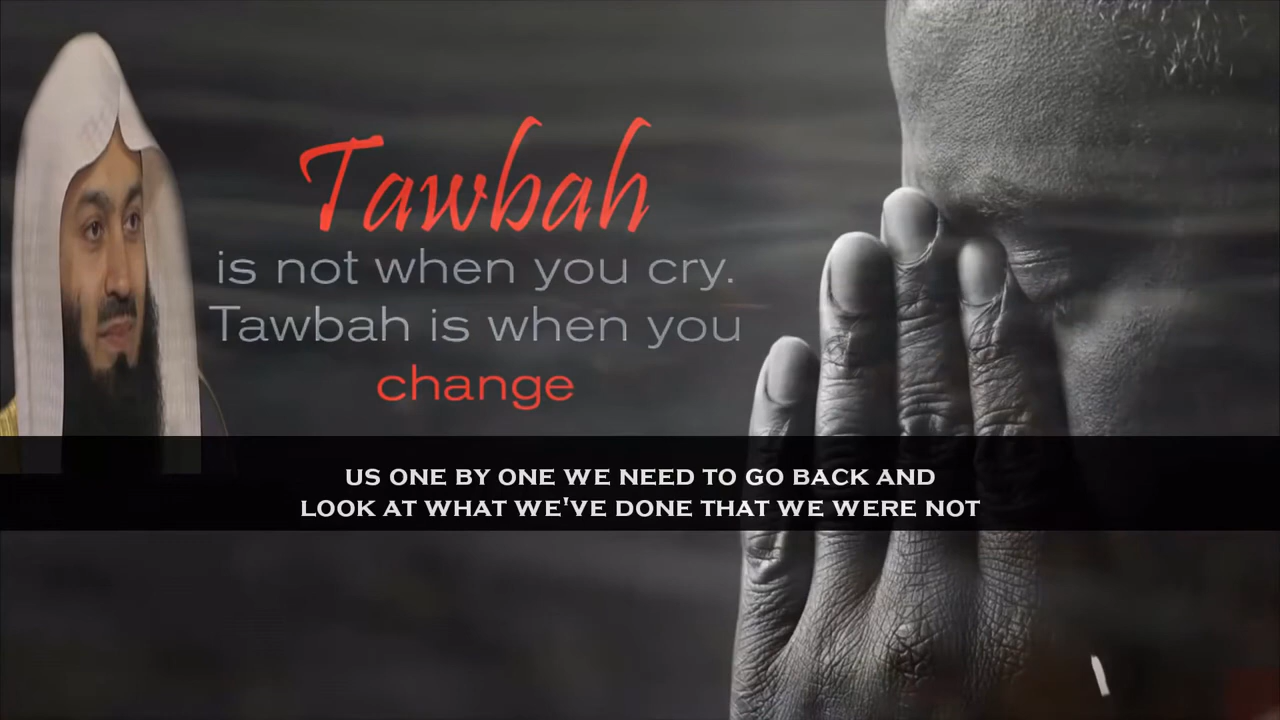 Tawbah
is not when you cry.
Tawbah is when you
change
US ONE BY ONE WE NEED TO GO BACK AND
LOOK AT WHAT WE'VE DONE THAT WE WERE NOT